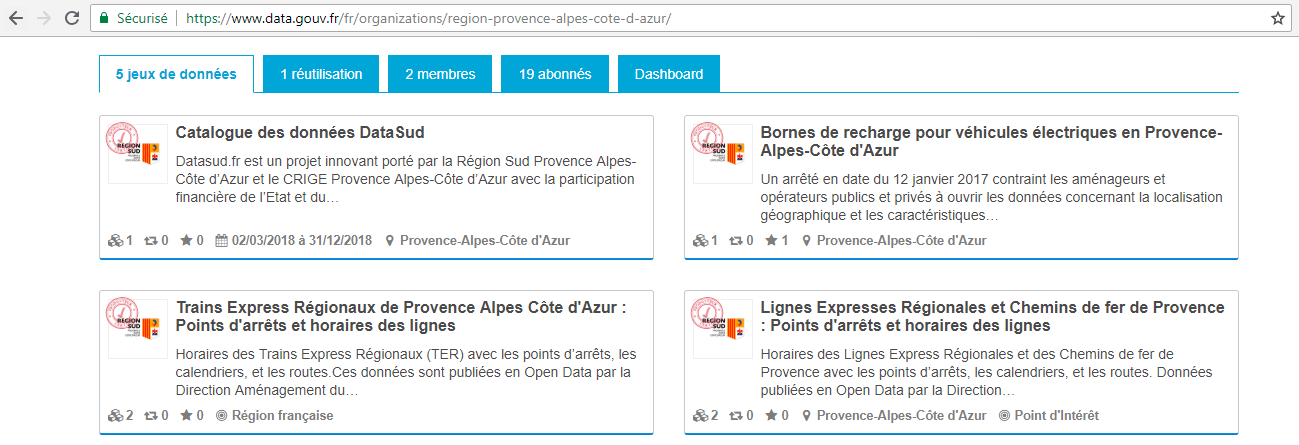 Sécurisé https://www.data.gouv.fr/fr/organizations/region-provence-alpes-cote-d-azur/
5 jeux de données 1 réutilisation 2 membres 19 abonnés Dashboard
REGION
SUD
Catalogue des données DataSud
Datasud.fr est un projet innovant porté par la Région Sud Provence Alpes-
Côte d’Azur et le CRIGE Provence Alpes-Côte d’Azur avec la participation
financière de l’Etat et du…
1 0 0 02/03/2018 à 31/12/2018 Provence-Alpes-Côte d'Azur
REGION
SUD
Bornes de recharge pour véhicules électriques en Provence-
Alpes-Côte d'Azur
Un arrêté en date du 12 janvier 2017 contraint les aménageurs et
opérateurs publics et privés à ouvrir les données concernant la localisation
géographique et les caractéristiques…
1 0 1 Provence-Alpes-Côte d'Azur
REGION
SUD
Trains Express Régionaux de Provence Alpes Côte d'Azur :
Points d'arrêts et horaires des lignes
Horaires des Trains Express Régionaux (TER) avec les points d’arrêts, les
calendriers, et les routes.Ces données sont publiées en Open Data par la
Direction Aménagement du…
2 0 0 Région française
REGION
SUD
Lignes Expresses Régionales et Chemins de fer de Provence
: Points d'arrêts et horaires des lignes
Horaires des Lignes Express Régionales et des Chemins de fer de
Provence avec les points d’arrêts, les calendriers, et les routes. Données
publiées en Open Data par la Direction…
2 0 0 Provence-Alpes-Côte d'Azur Point d'Intérêt